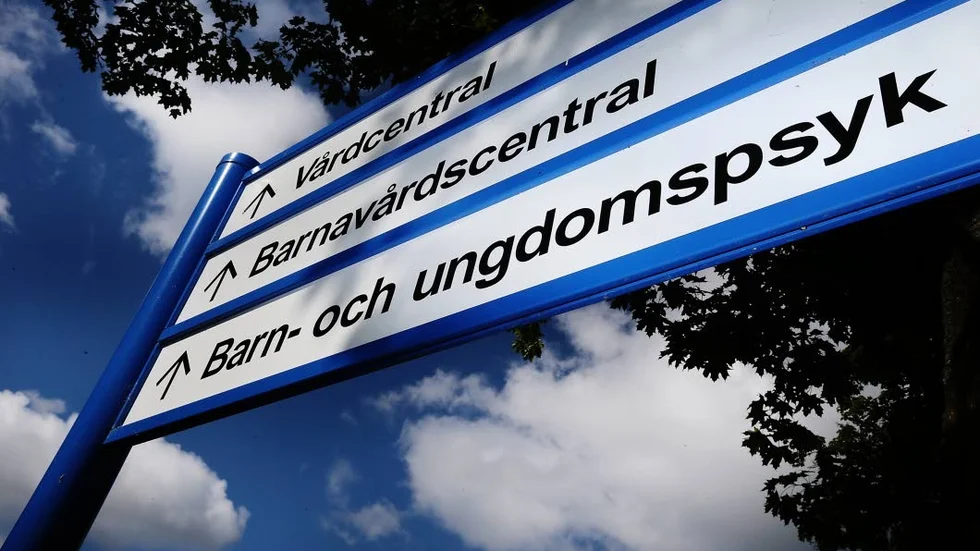 ↑ Vårdcentral
↑ Barnavårdscentral
↑ Barn- och ungdomspsyk